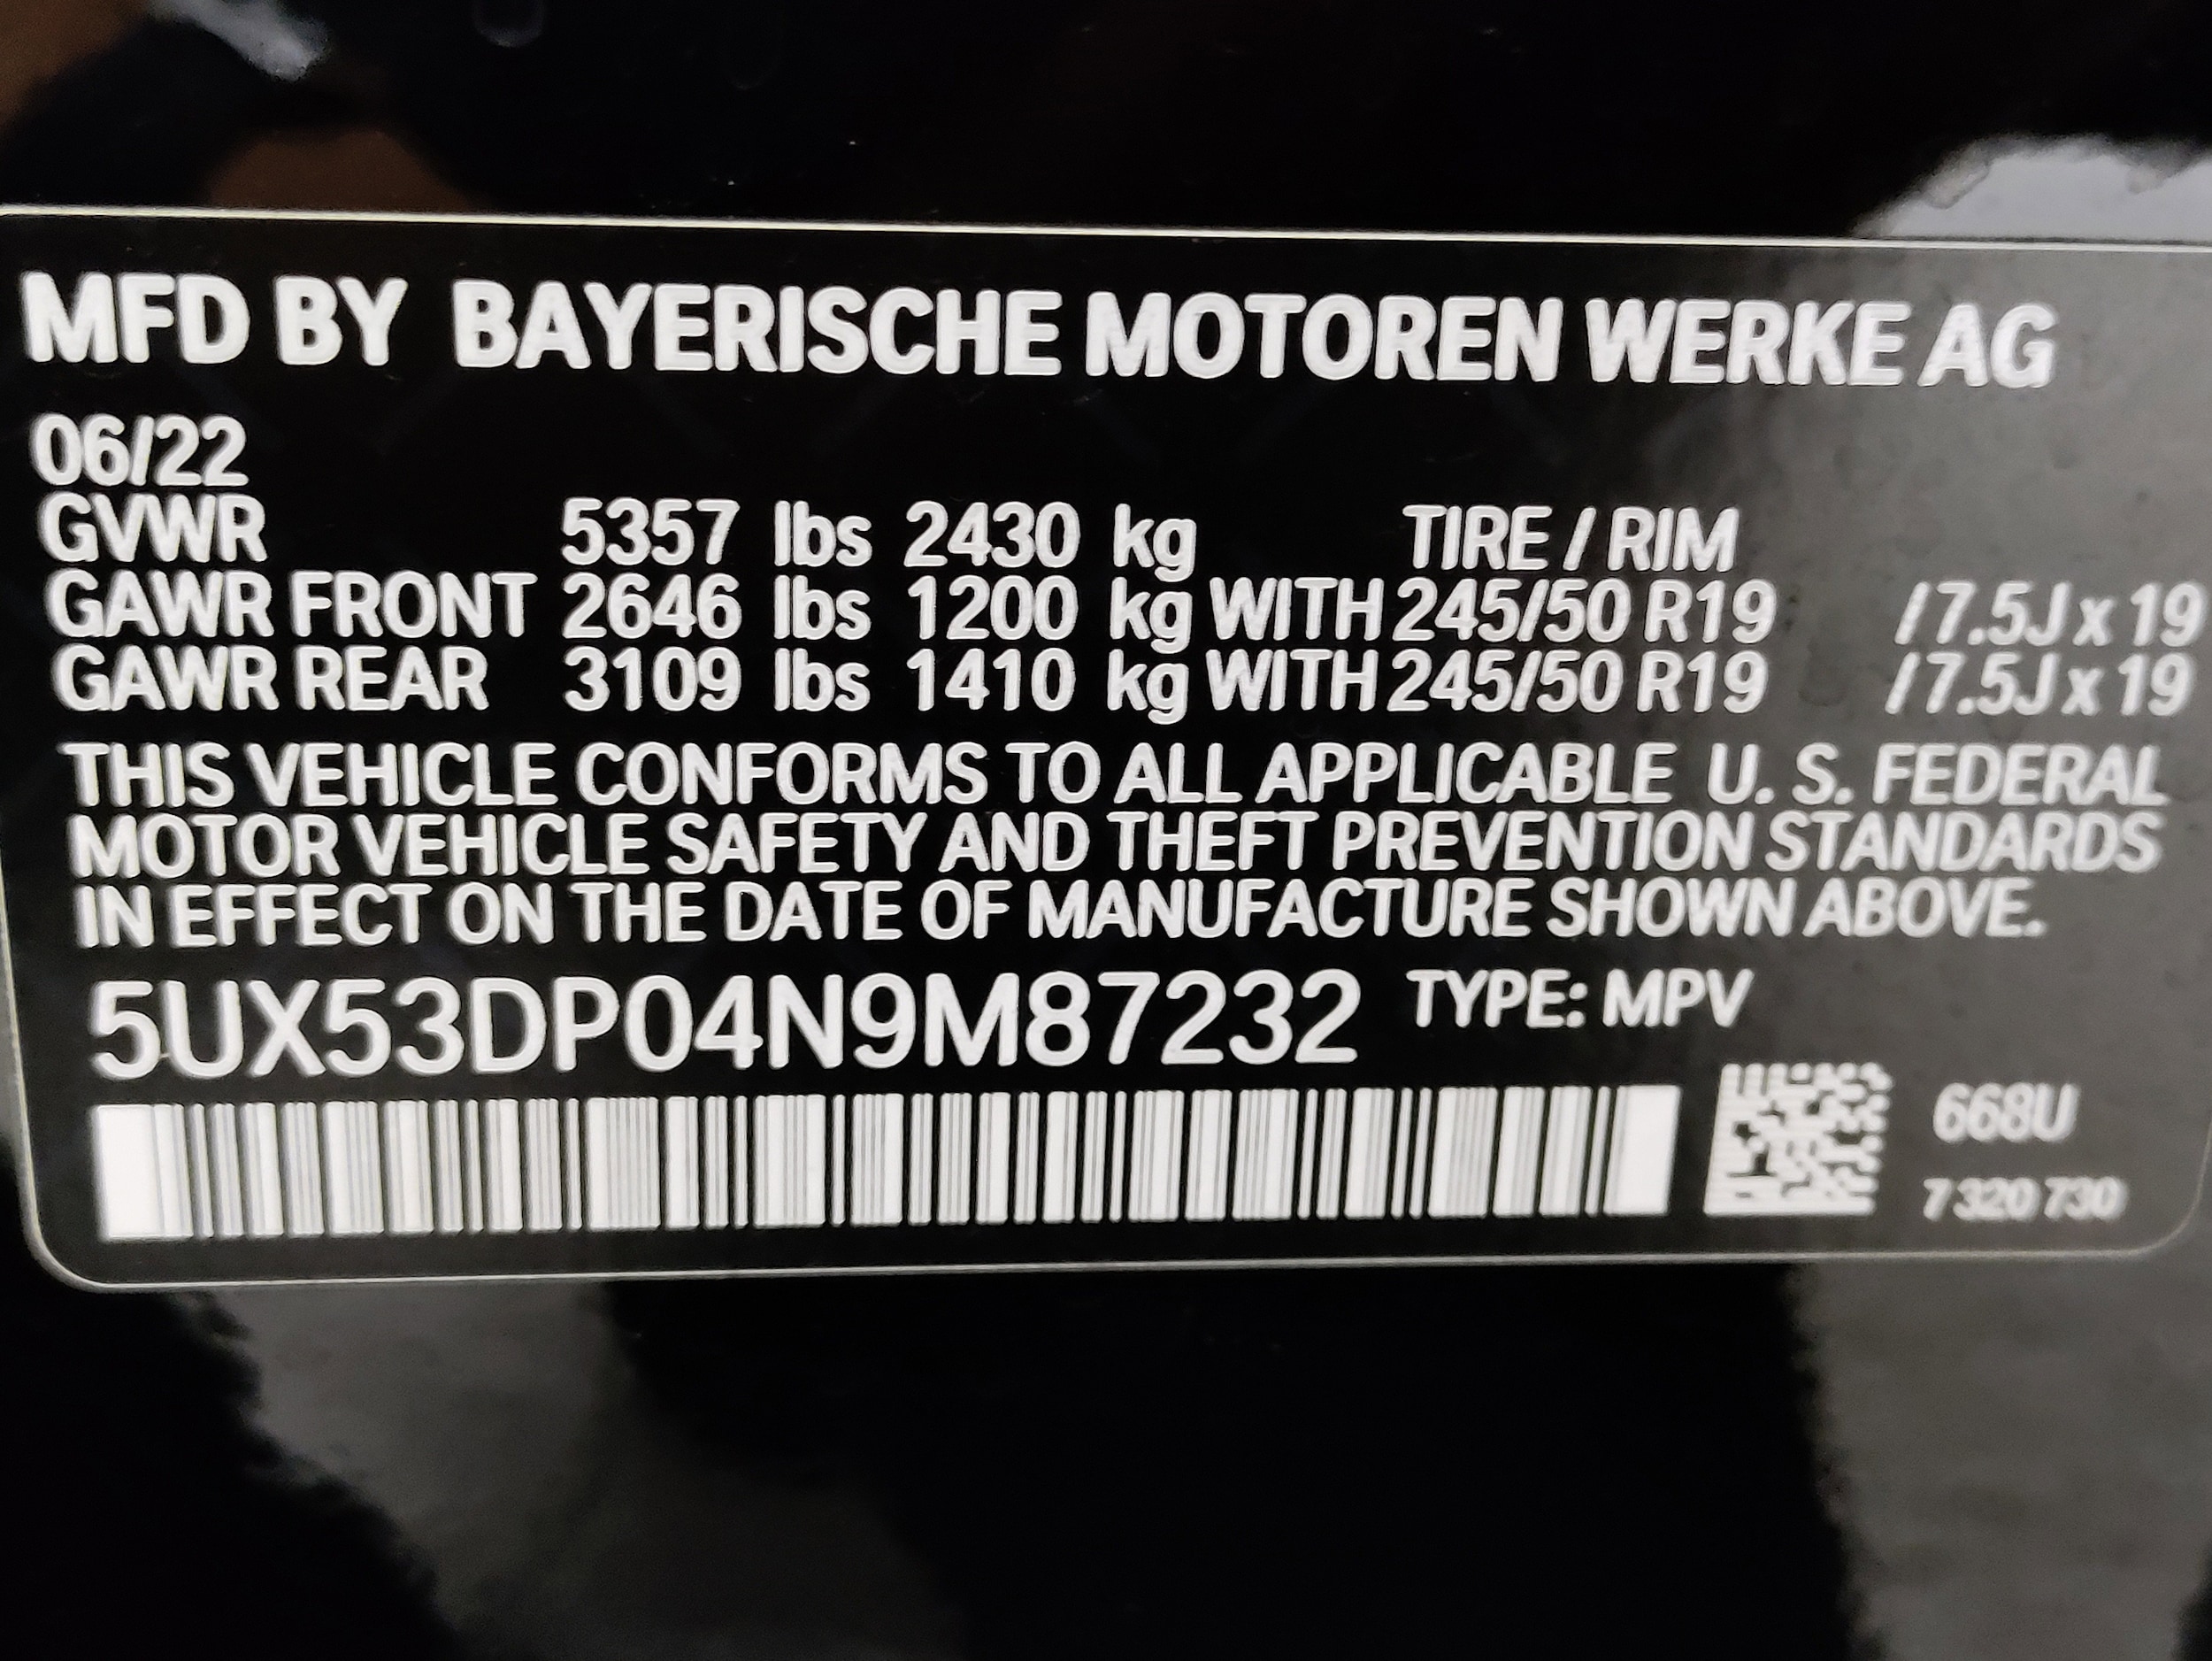 MFD BY BAYERISCHE MOTOREN WERKE AG
06/22
GVWR 5357 lbs 2430 kg TIRE / RIM
GAWR FRONT 2646 lbs 1200 kg WITH 245/50 R19 / 7.5J x 19
GAWR REAR 3109 lbs 1410 kg WITH 245/50 R19 / 7.5J x 19
THIS VEHICLE CONFORMS TO ALL APPLICABLE U. S. FEDERAL
MOTOR VEHICLE SAFETY AND THEFT PREVENTION STANDARDS
IN EFFECT ON THE DATE OF MANUFACTURE SHOWN ABOVE.
5UX53DP04N9M87232 TYPE: MPV
668U
7 320 730